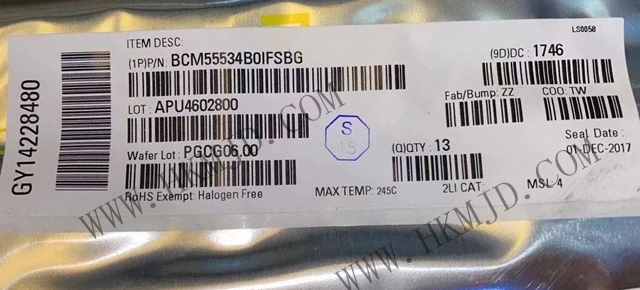 LS0058
ITEM DESC:
(1P)P/N: BCM55534B0IFSBG
(9D)DC: 1746
LOT: APU4602800
Fab/Bump: ZZ COO: TW
Wafer Lot: PGCG06.00
S
15
(Q)QTY: 13
Seal Date:
01-DEC-2017
RoHS Exempt: Halogen Free
MAX TEMP: 245C
2LI CAT:
MSL 4
GY14228480
WWW.HKMJD.COM
WWW.HKMJD.COM